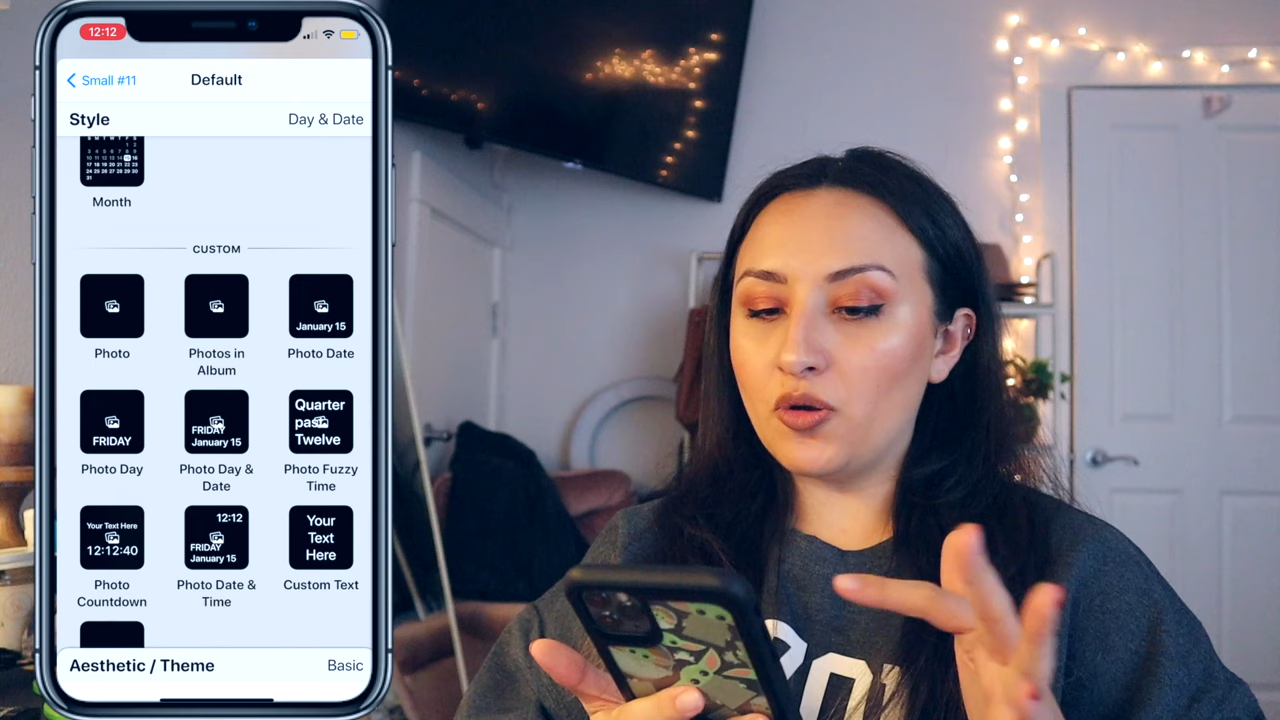 12:12
Small #11
Default
Style
Day & Date
Month
CUSTOM
January 15
Photo
Photos in
Album
Photo Date
FRIDAY
FRIDAY
January 15
Quarter
past
Twelve
Photo Day
Photo Day &
Date
Photo Fuzzy
Time
Your Text Here
12:12:40
12:12
FRIDAY
January 15
Your
Text
Here
Photo
Countdown
Photo Date &
Time
Custom Text
Aesthetic / Theme
Basic